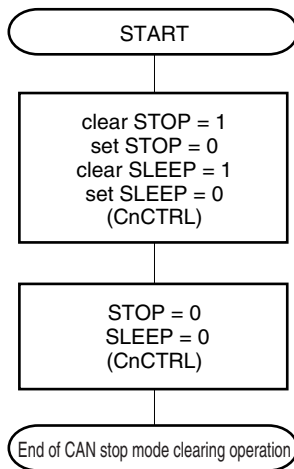 START
clear STOP = 1
set STOP = 0
clear SLEEP = 1
set SLEEP = 0
(CnCTRL)
STOP = 0
SLEEP = 0
(CnCTRL)
End of CAN stop mode clearing operation